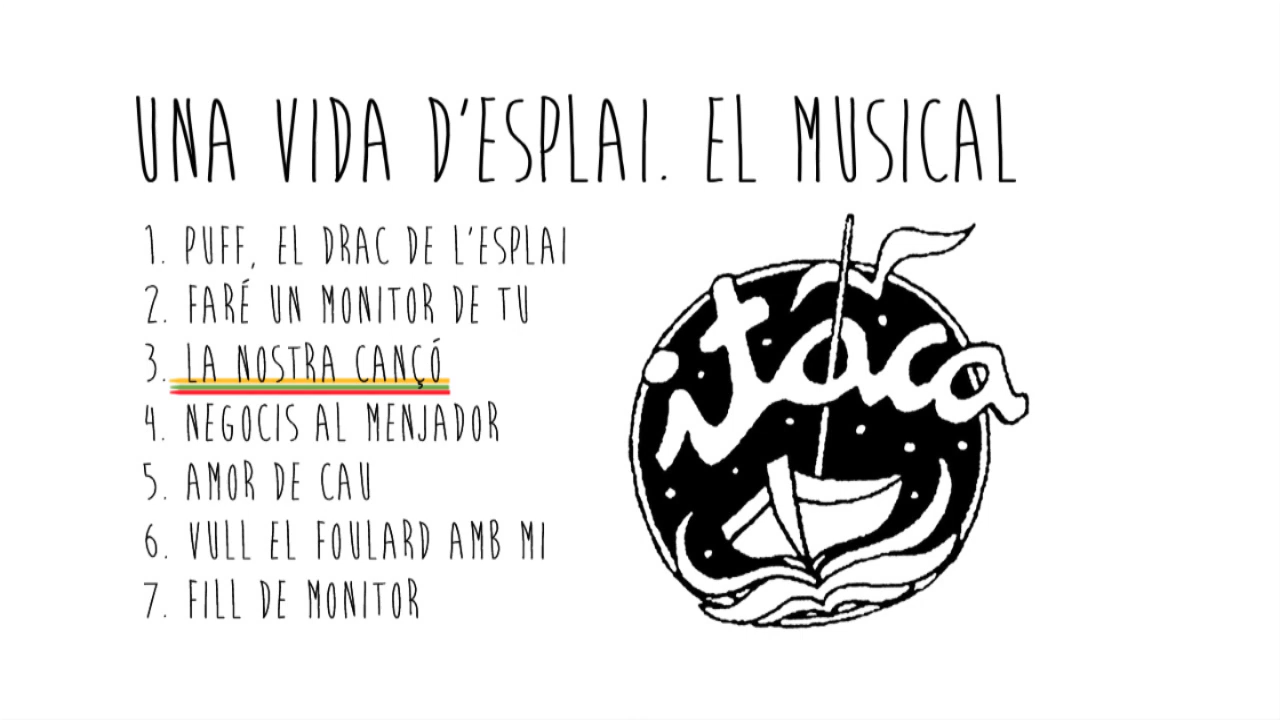 UNA VIDA D'ESPLAI. EL MUSICAL
1. PUFF, EL DRAC DE L'ESPLAI
2. FARÉ UN MONITOR DE TU
3. LA NOSTRA CANÇÓ
4. NEGOCIS AL MENJADOR
5. AMOR DE CAU
6. VULL EL FOULARD AMB MI
7. FILL DE MONITOR
itaca